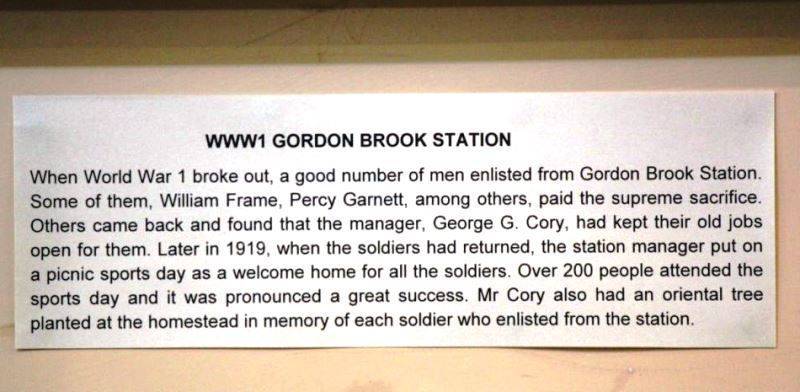 WWW1 GORDON BROOK STATION
When World War 1 broke out, a good number of men enlisted from Gordon Brook Station.
Some of them, William Frame, Percy Garnett, among others, paid the supreme sacrifice.
Others came back and found that the manager, George G. Cory, had kept their old jobs
open for them. Later in 1919, when the soldiers had returned, the station manager put on
a picnic sports day as a welcome home for all the soldiers. Over 200 people attended the
sports day and it was pronounced a great success. Mr Cory also had an oriental tree
planted at the homestead in memory of each soldier who enlisted from the station.